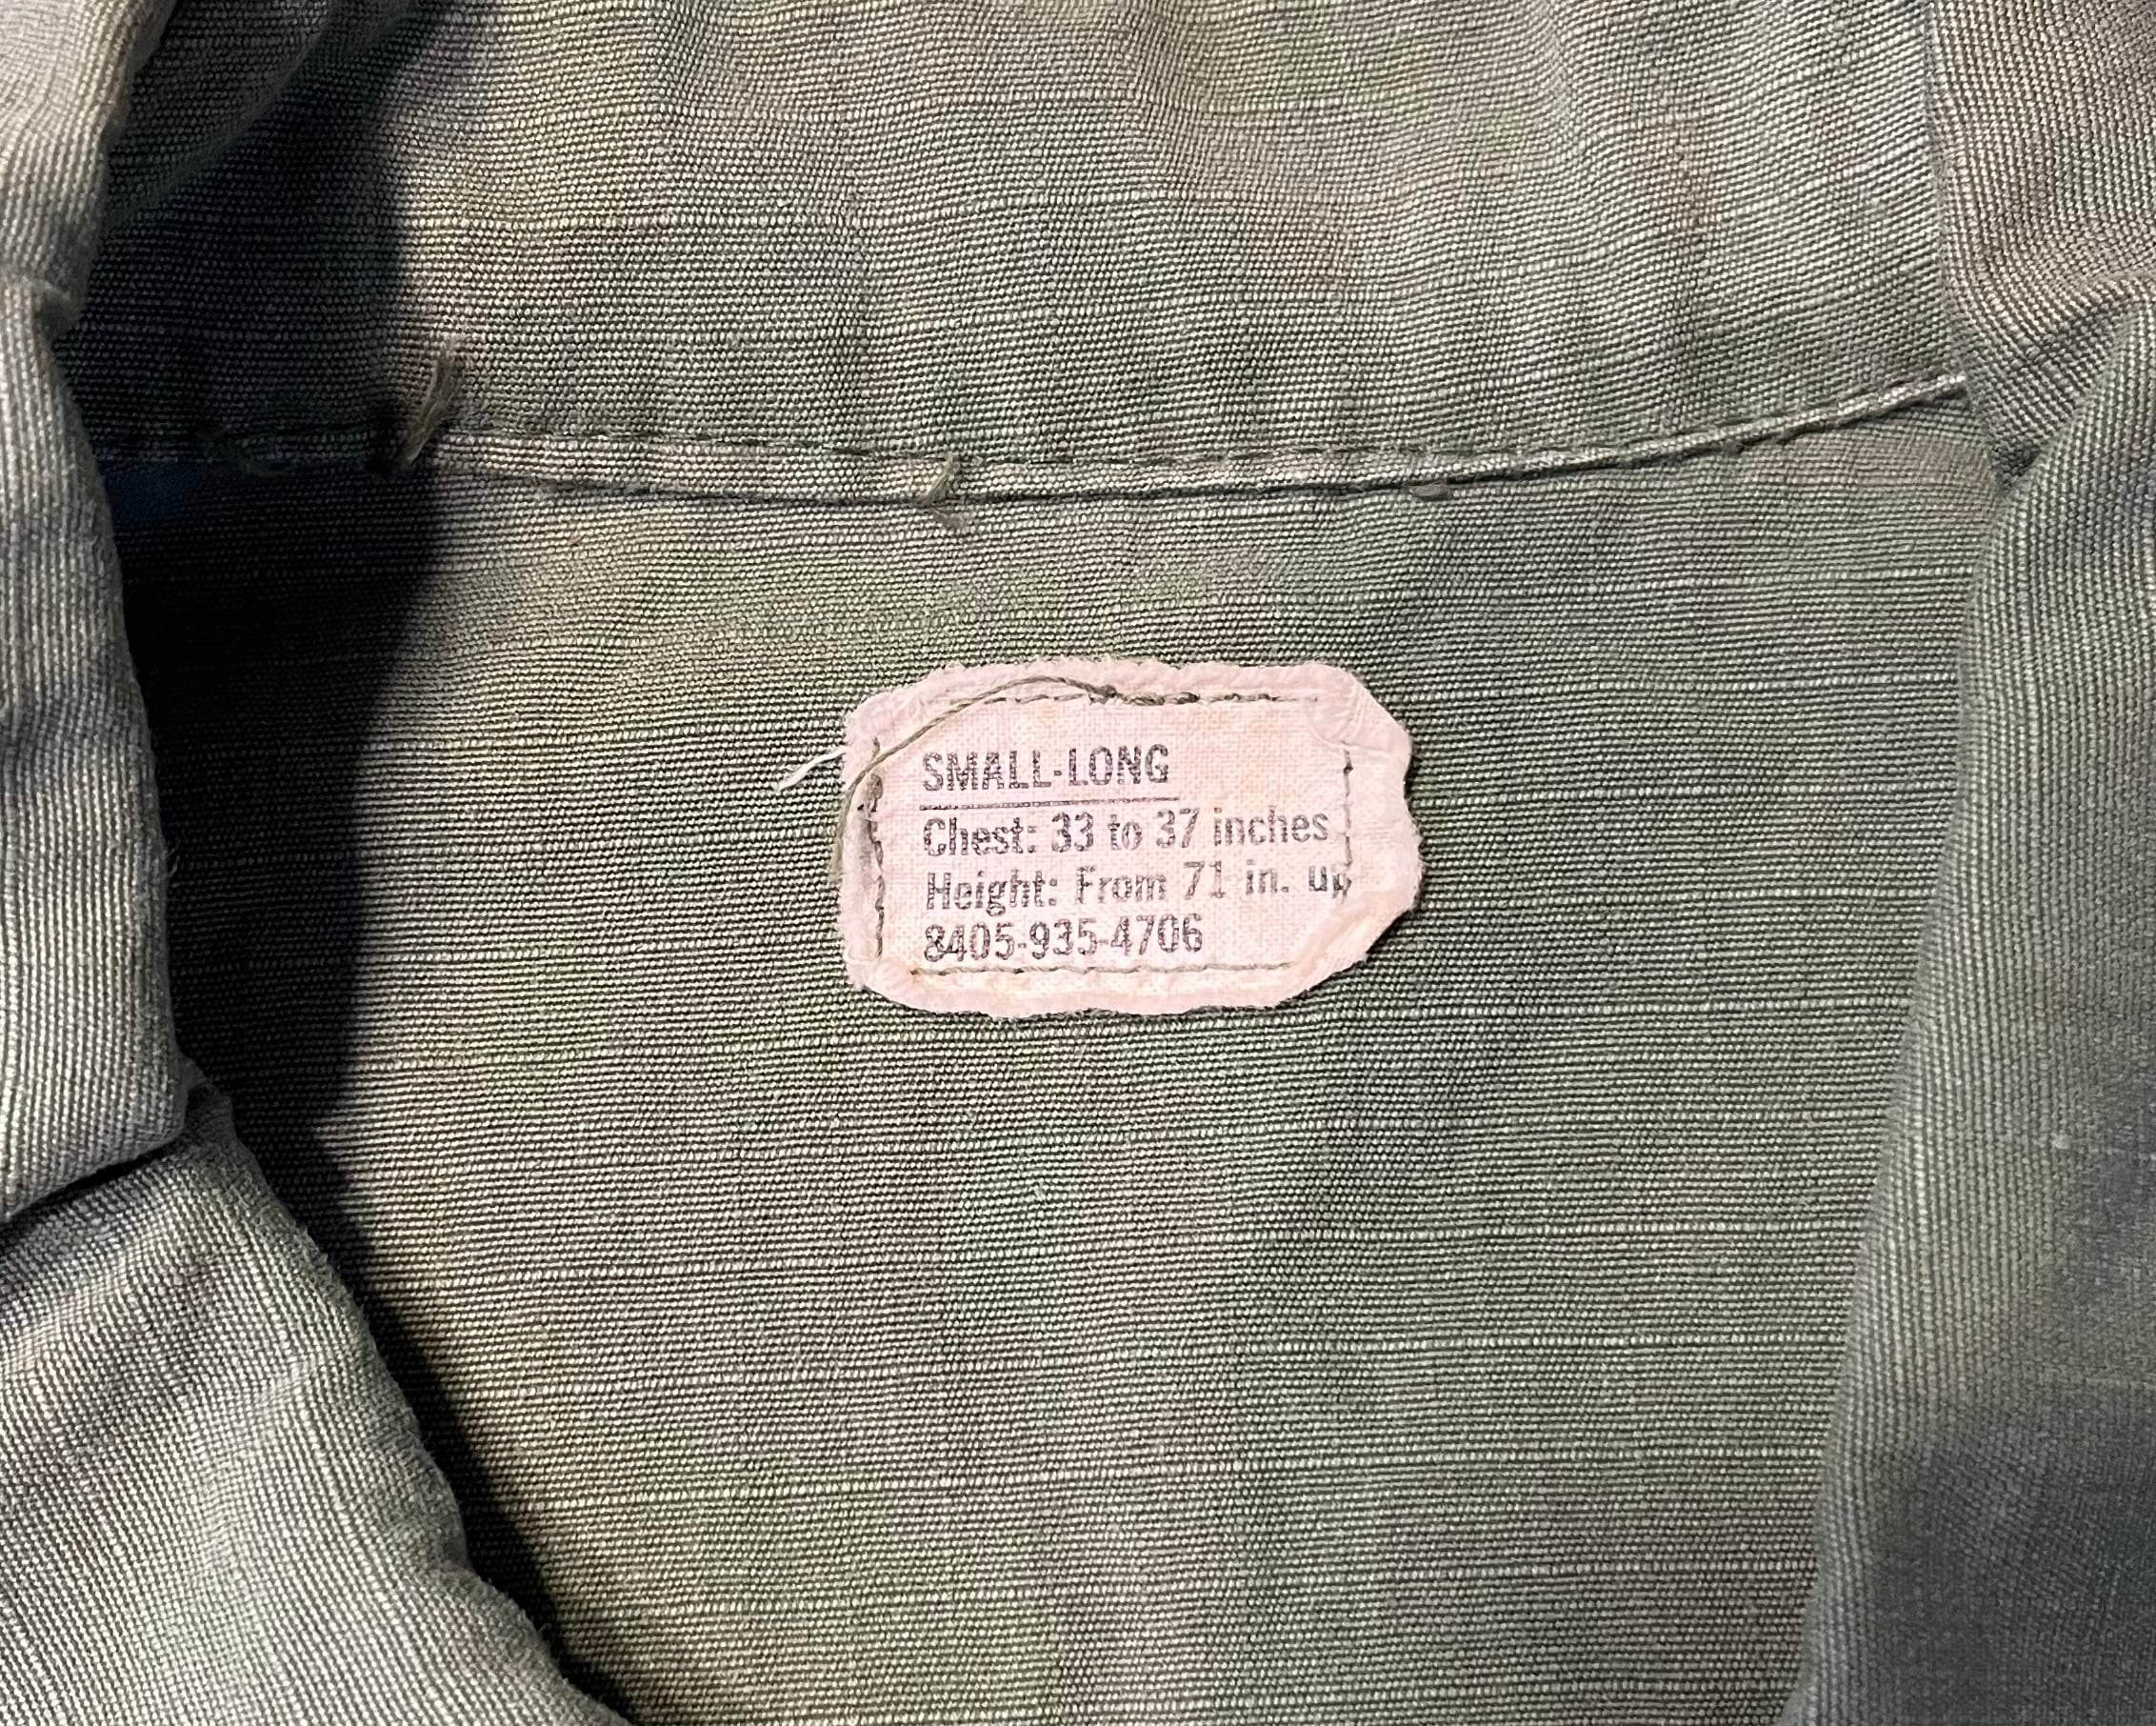 SMALL-LONG
Chest: 33 to 37 inches
Height: From 71 in. up
8405-935-4706